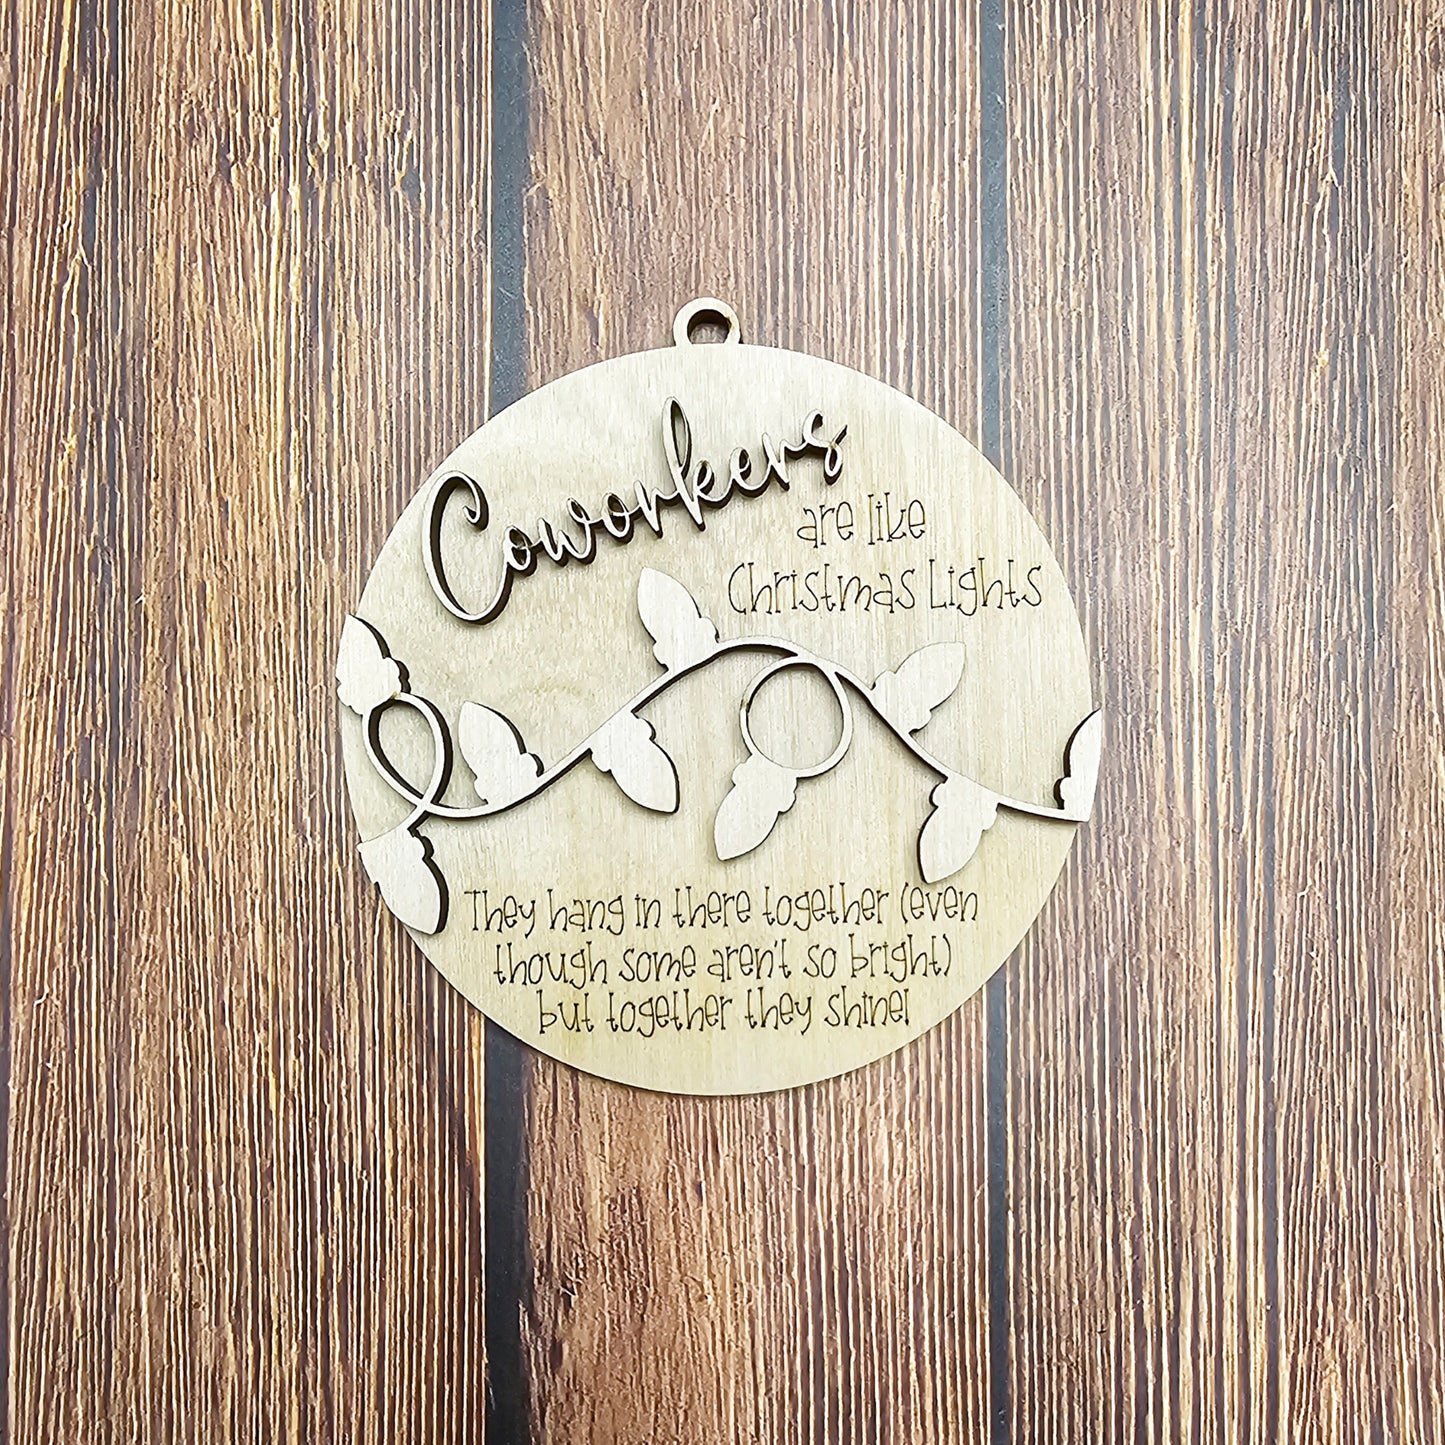 Coworkers
are like
Christmas Lights
They hang in there together (even
though some aren't so bright)
but together they shine!